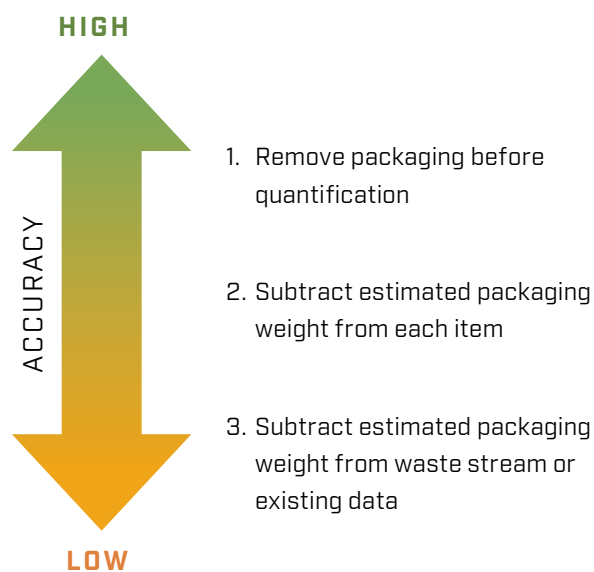 HIGH
1. Remove packaging before
quantification
ACCURACY
2. Subtract estimated packaging
weight from each item
3. Subtract estimated packaging
weight from waste stream or
existing data
LOW